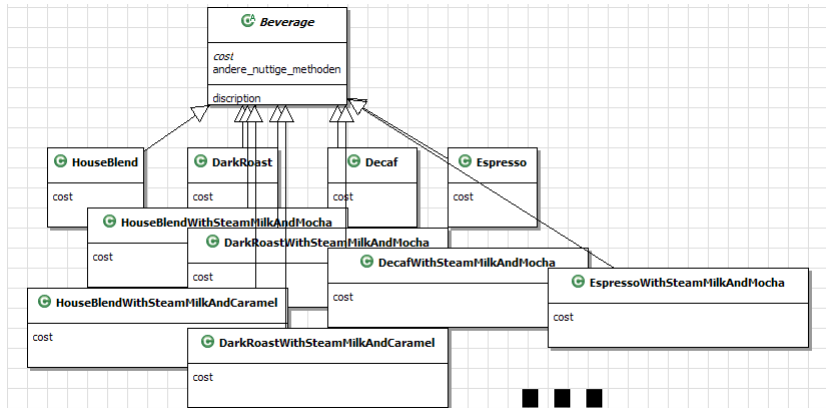 Beverage
cost
andere_nuttige_methoden
discription
HouseBlend
cost
DarkRoast
cost
Decaf
cost
Espresso
cost
HouseBlendWithSteamMilkAndMocha
cost
DarkRoastWithSteamMilkAndMocha
cost
DecafWithSteamMilkAndMocha
cost
EspressoWithSteamMilkAndMocha
cost
HouseBlendWithSteamMilkAndCaramel
cost
DarkRoastWithSteamMilkAndCaramel
cost